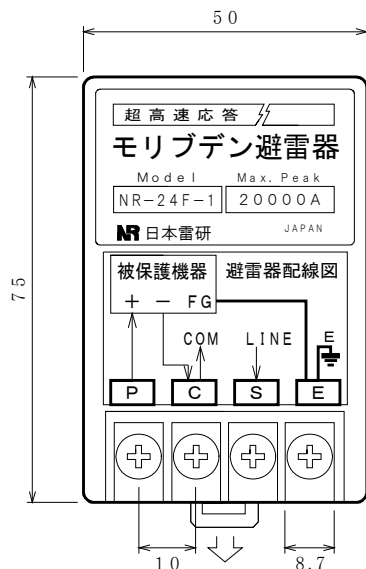 50
75
超高速応答
モリブデン避雷器
Model Max. Peak
NR-24F-1 20000A
NR 日本雷研 JAPAN
被保護機器 避雷器配線図
+ − FG
COM LINE E
P C S E
10 8.7